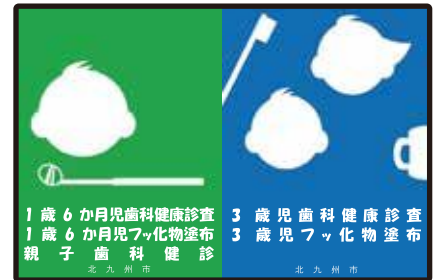 1歳6か月児歯科健康診査
1歳6か月児フッ化物塗布
親子歯科健診
北九州市
3歳児歯科健康診査
3歳児フッ化物塗布
北九州市